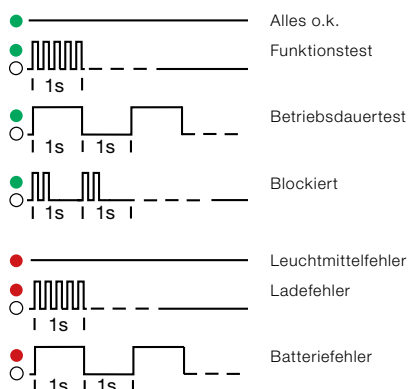 Alles o.k.
Funktionstest
1s
Betriebsdauertest
1s 1s
Blockiert
1s 1s
Leuchtmittelfehler
Ladefehler
1s
Batteriefehler
1s 1s